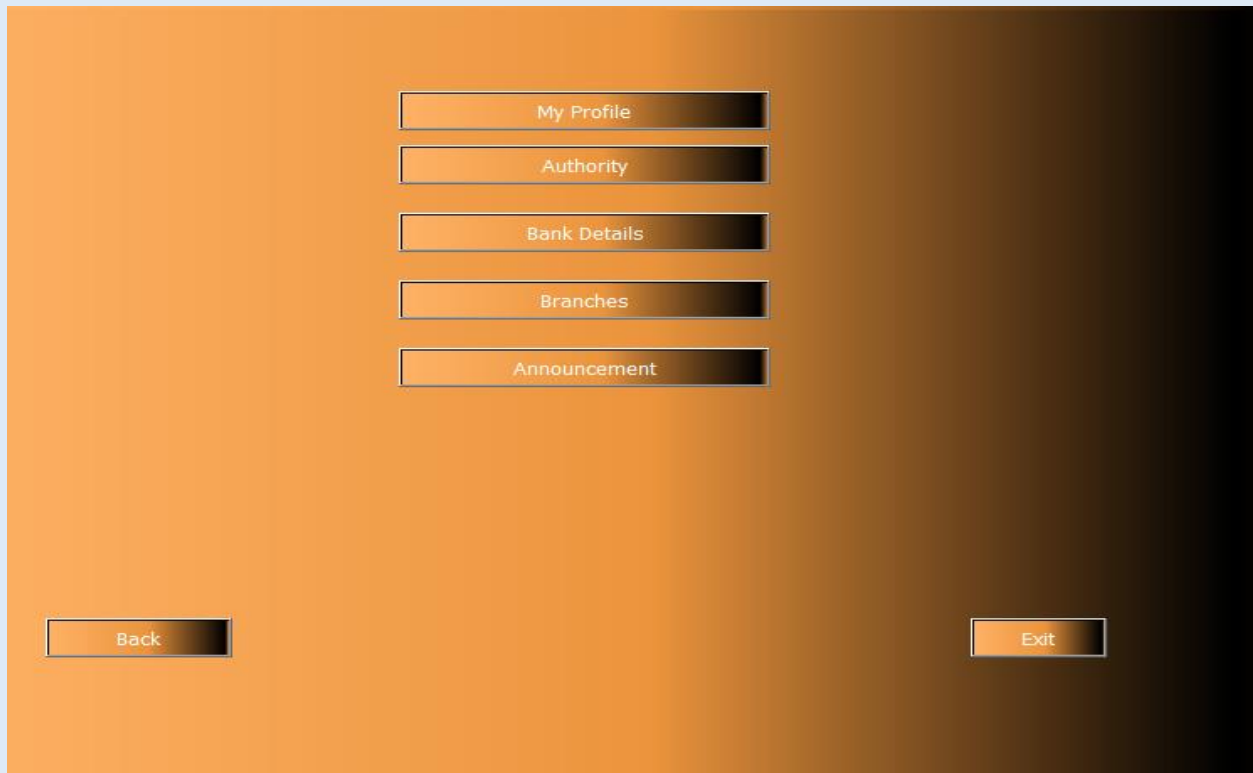 My Profile
Authority
Bank Details
Branches
Announcement
Back
Exit